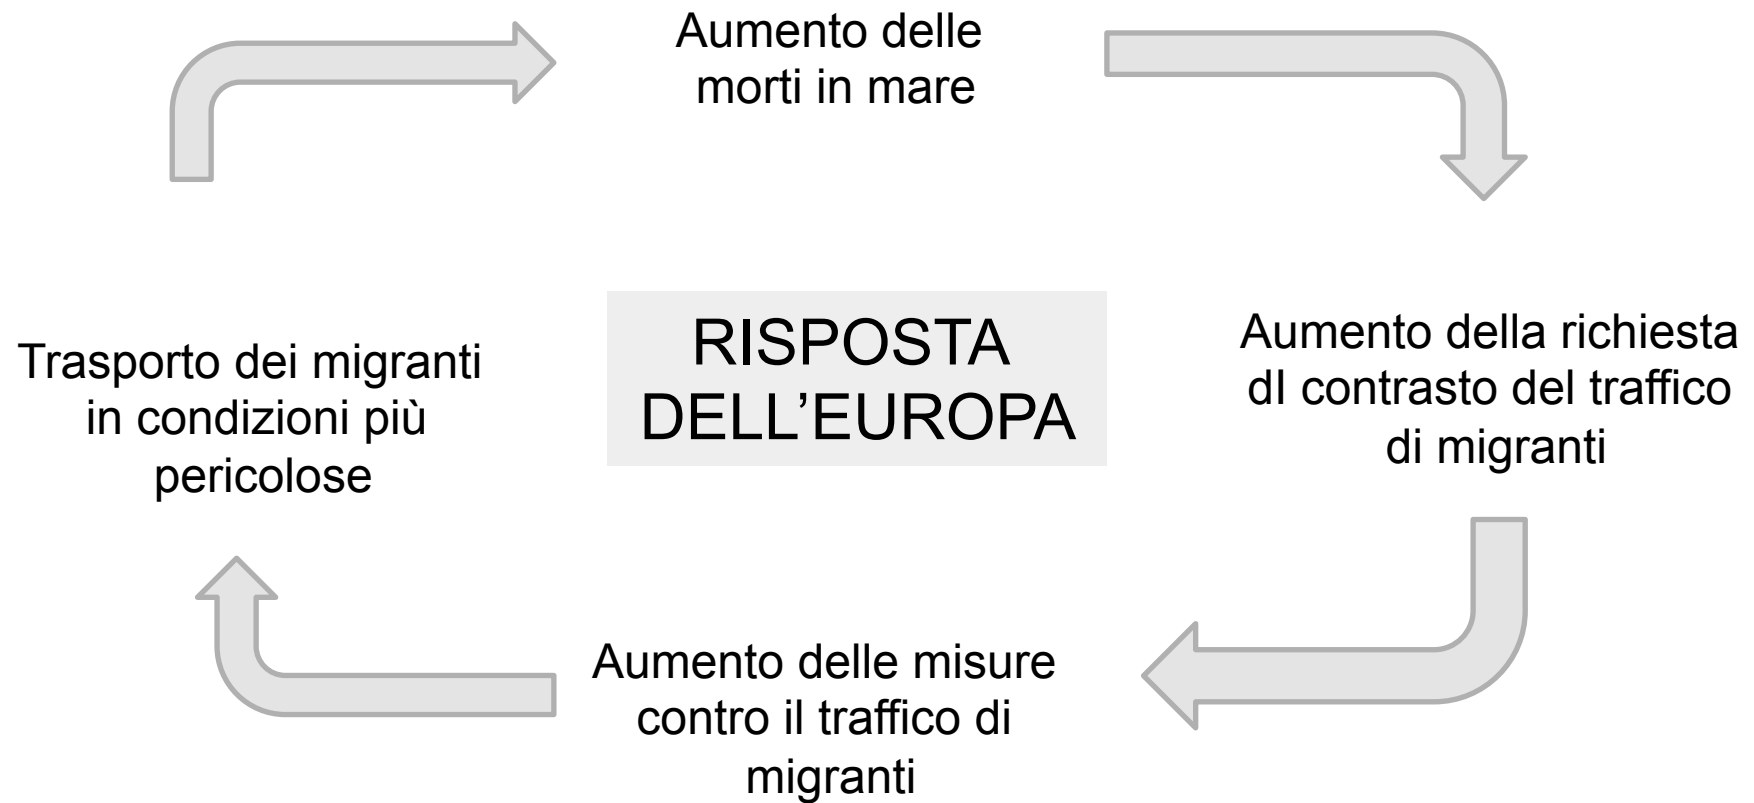 Aumento delle
morti in mare
Aumento della richiesta
dI contrasto del traffico
di migranti
Aumento delle misure
contro il traffico di
migranti
Trasporto dei migranti
in condizioni più
pericolose
RISPOSTA
DELL’EUROPA